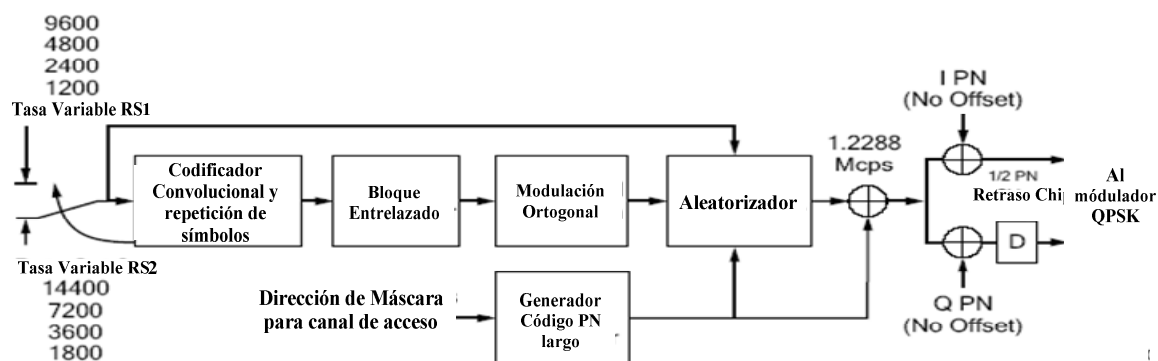 9600
4800
2400
1200
Tasa Variable RS1
Codificador
Convolucional y
repetición de
símbolos
Bloque
Entrelazado
Modulación
Ortogonal
Aleatorizador
1.2288
Mcps
I PN
(No Offset)
1/2 PN
Retraso Chip
D
Q PN
(No Offset)
Al
módulador
QPSK
Tasa Variable RS2
14400
7200
3600
1800
Dirección de Máscara
para canal de acceso
Generador
Código PN
largo